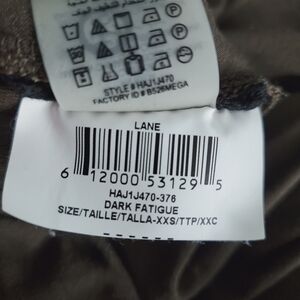 STYLE # HAJ1J470
FACTORY ID # B526MEGA
LANE
6 12000 53129 5
HAJ1J470-376
DARK FATIGUE
SIZE/TAILLE/TALLA-XXS/TTP/XXC